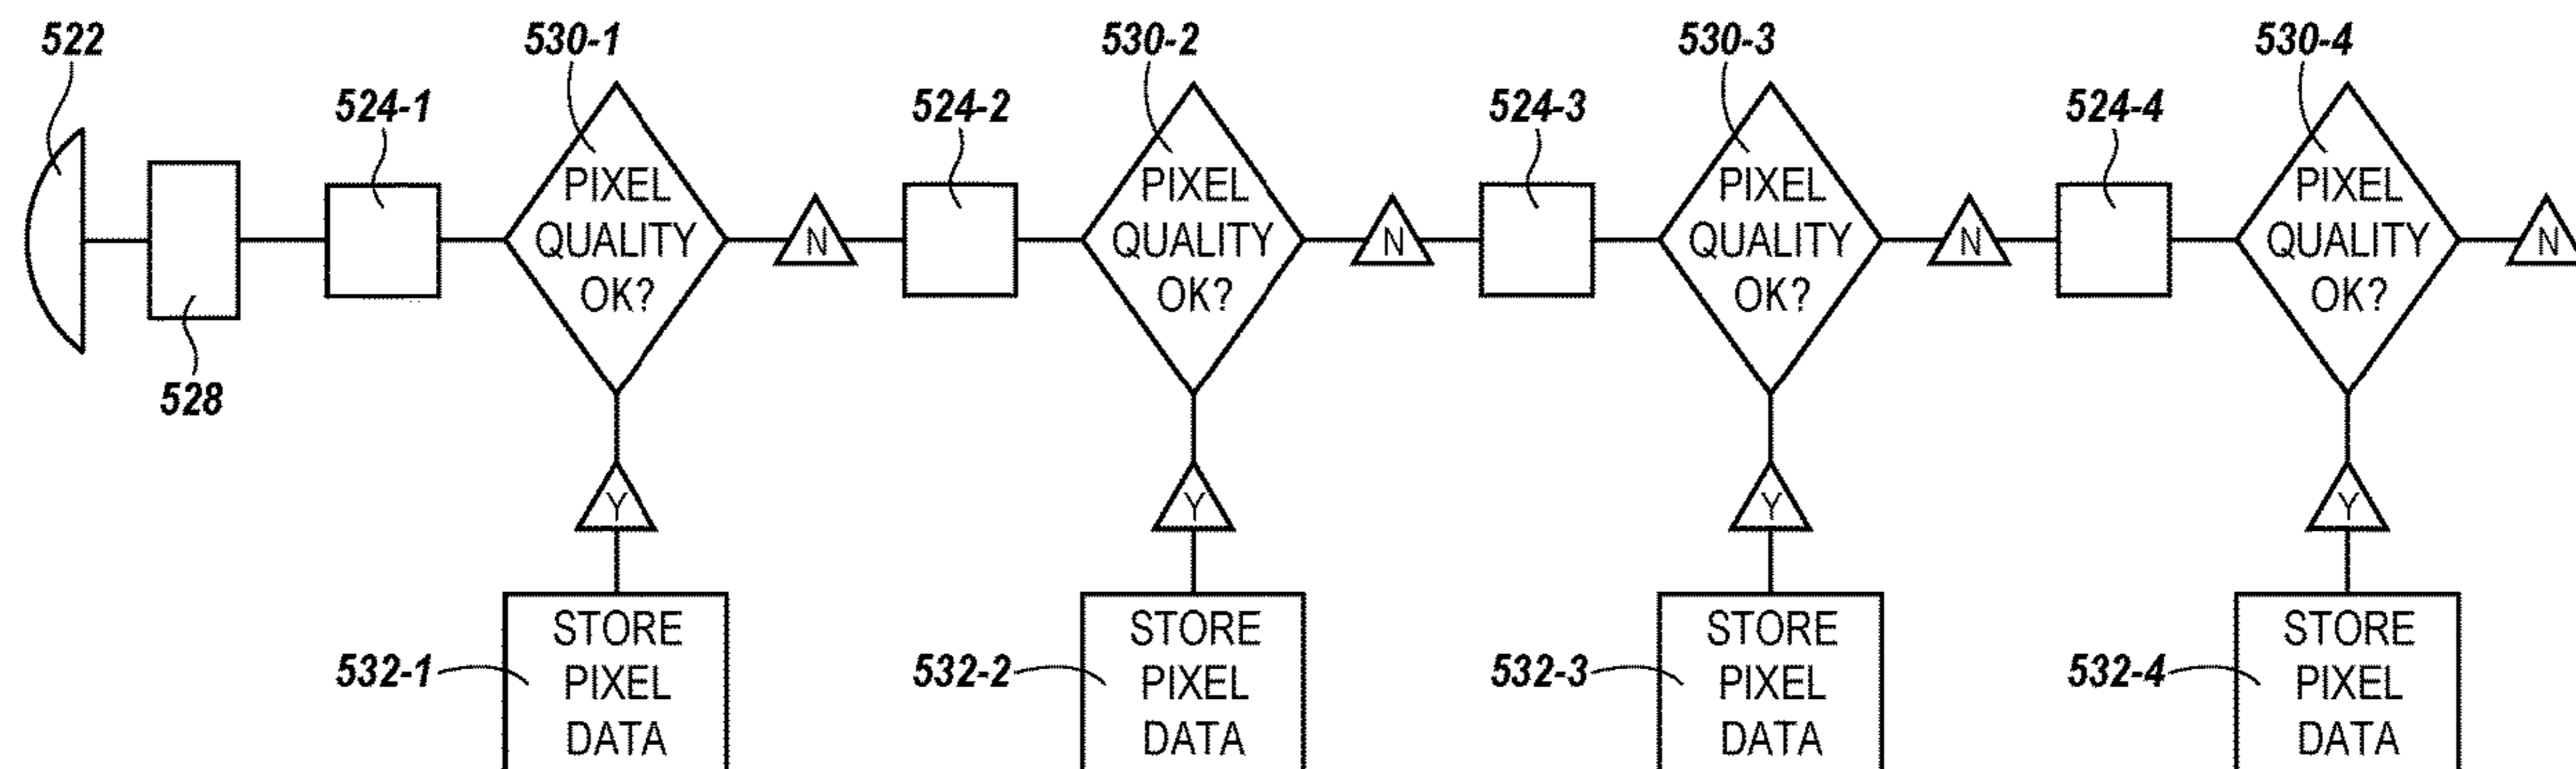 522
530-1
530-2
530-3
530-4
524-1
524-2
524-3
524-4
PIXEL
QUALITY
OK?
N
PIXEL
QUALITY
OK?
N
PIXEL
QUALITY
OK?
N
PIXEL
QUALITY
OK?
N
528
Y
Y
Y
Y
532-1
STORE
PIXEL
DATA
532-2
STORE
PIXEL
DATA
532-3
STORE
PIXEL
DATA
532-4
STORE
PIXEL
DATA